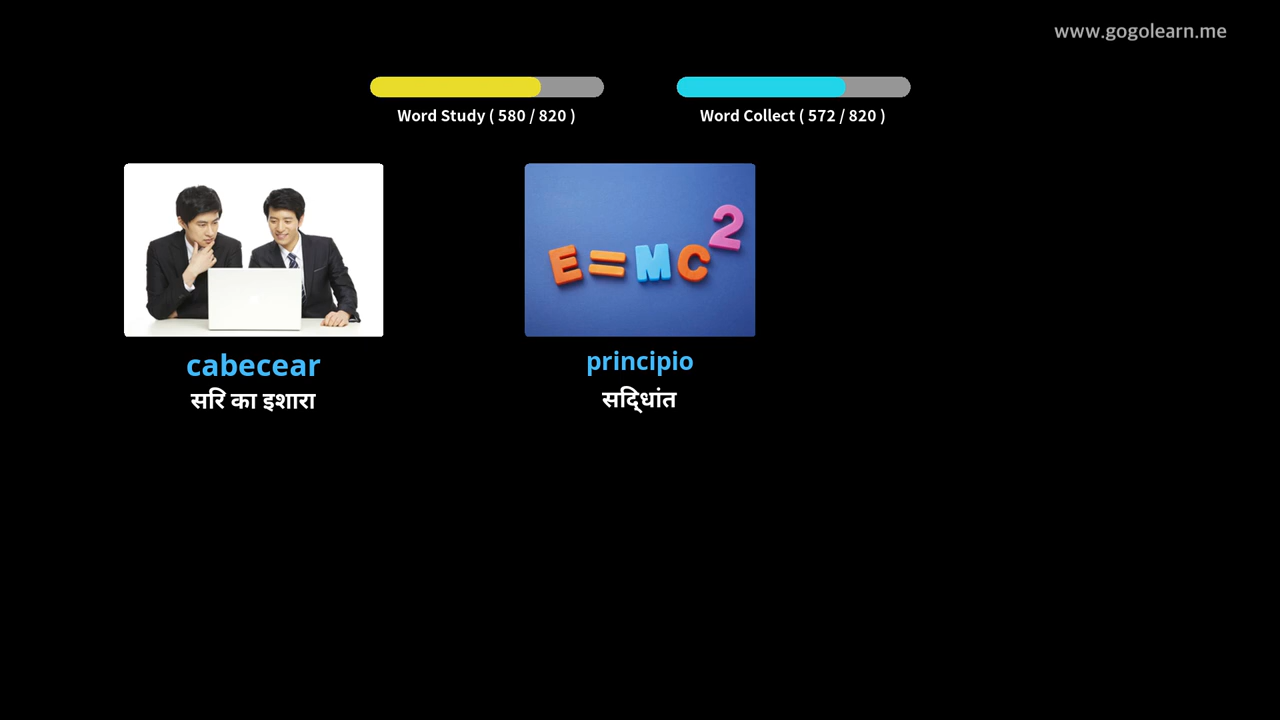 www.gogolearn.me
Word Study ( 580 / 820 )
Word Collect ( 572 / 820 )
E=MC2
cabecear
principio
सरि का इशारा
सद्िधांत